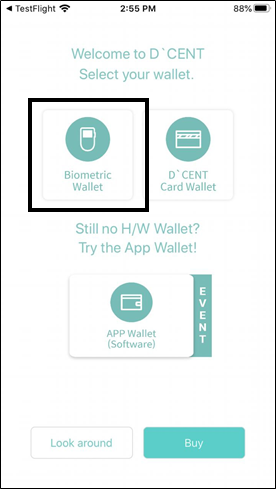 TestFlight 2:55 PM 88%
Welcome to D`CENT
Select your wallet.
Biometric
Wallet
D`CENT
Card Wallet
Still no H/W Wallet?
Try the App Wallet!
APP Wallet
(Software)
EVENT
Look around
Buy